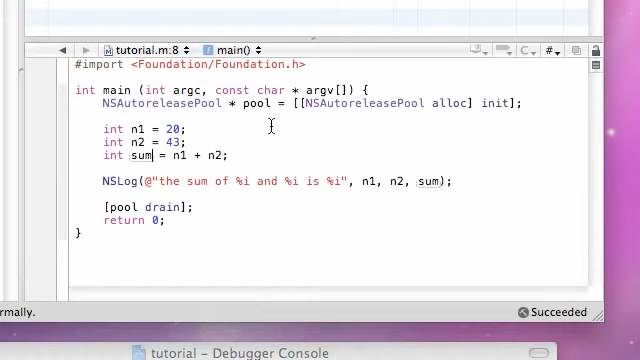 tutorial.m:8 main() #
#import <Foundation/Foundation.h>
int main (int argc, const char * argv[]) {
NSAutoreleasePool * pool = [[NSAutoreleasePool alloc] init];
int n1 = 20;
int n2 = 43;
int sum = n1 + n2;
NSLog(@"the sum of %i and %i is %i", n1, n2, sum);
[pool drain];
return 0;
}
rmally. Succeeded
tutorial - Debugger Console